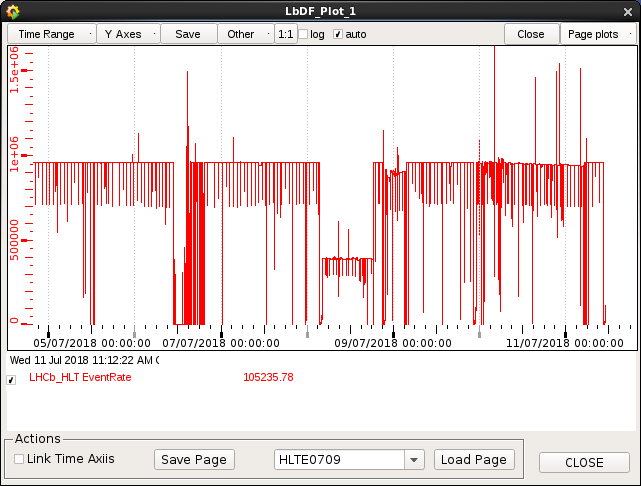 LbDF_Plot_1
Time Range Y Axes Save Other 1:1 log auto Close Page plots
1.5e+06
1e+06
500000
0
05/07/2018 00:00:00 07/07/2018 00:00:00 09/07/2018 00:00:00 11/07/2018 00:00:00
Wed 11 Jul 2018 11:12:22 AM C
LHCb_HLT EventRate 105235.78
Actions
Link Time Axiis Save Page HLTE0709 Load Page CLOSE